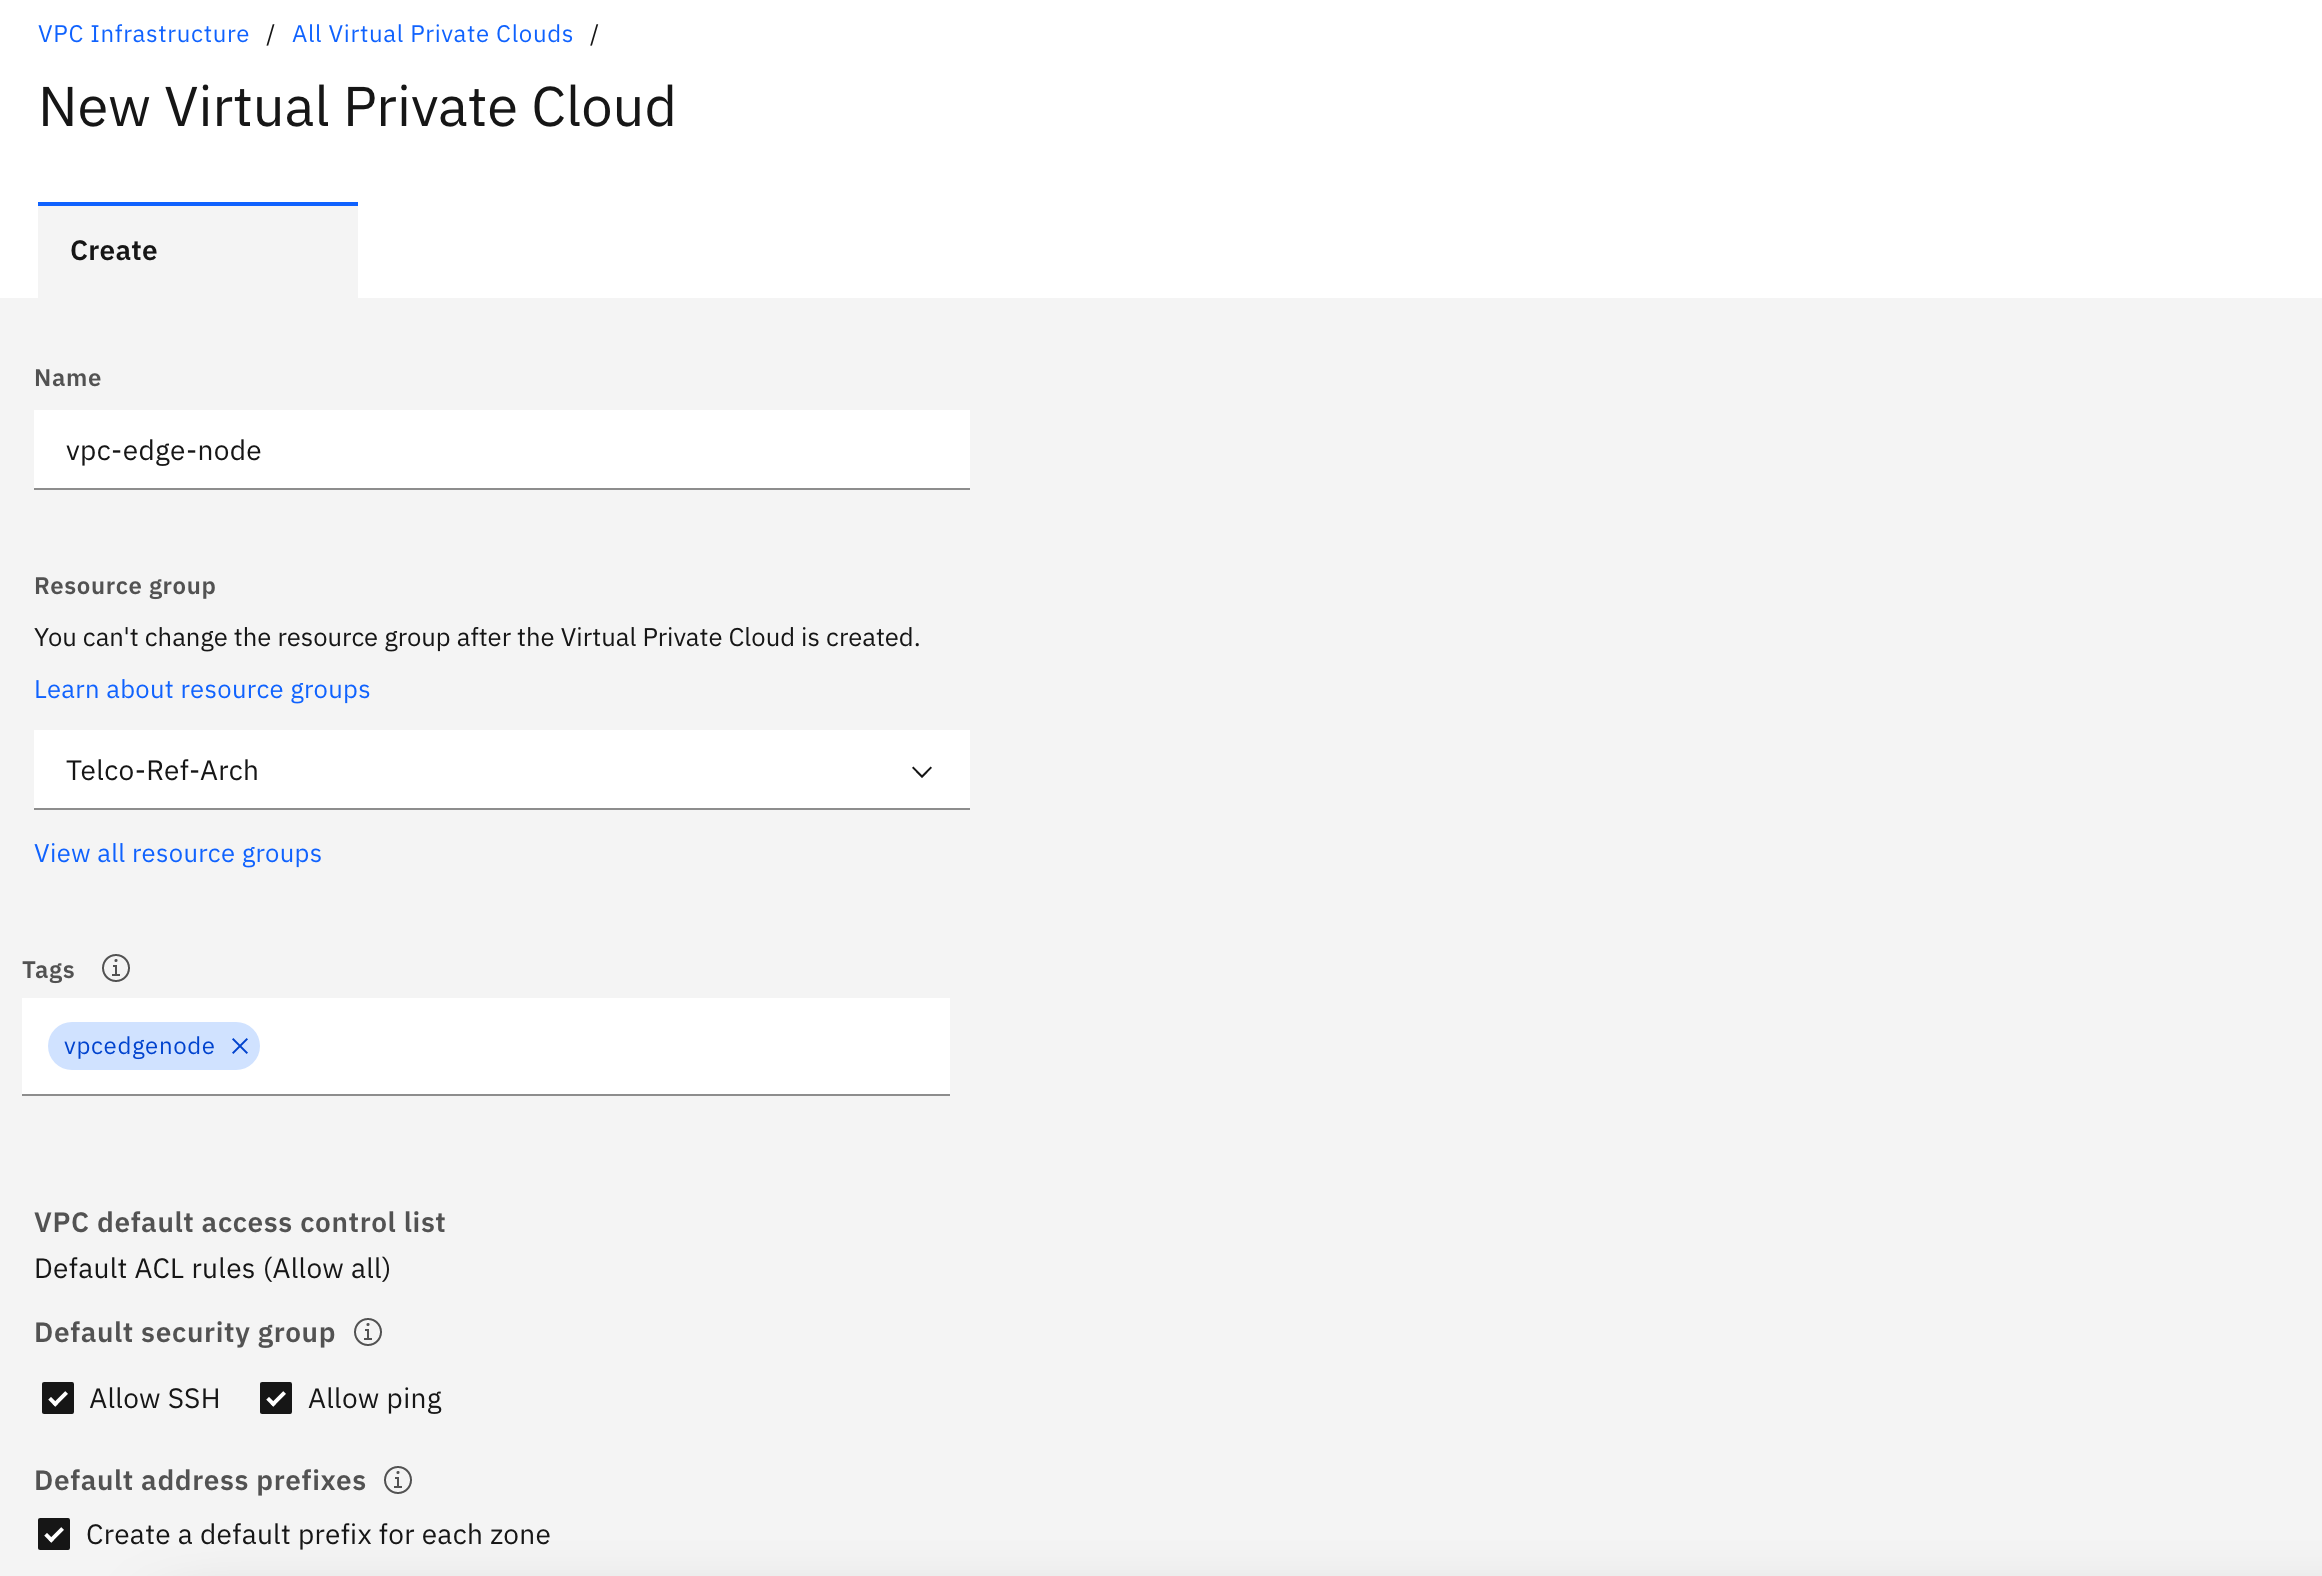 VPC Infrastructure / All Virtual Private Clouds /
New Virtual Private Cloud
Create
Name
vpc-edge-node
Resource group
You can't change the resource group after the Virtual Private Cloud is created.
Learn about resource groups
Telco-Ref-Arch
View all resource groups
Tags
vpcedgenode
VPC default access control list
Default ACL rules (Allow all)
Default security group
Allow SSH Allow ping
Default address prefixes
Create a default prefix for each zone